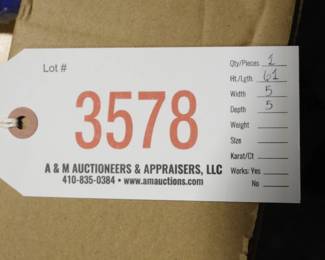 Lot #
3578
A & M AUCTIONEERS & APPRAISERS, LLC
410-835-0384 • www.amauctions.com
Qty/Pieces 1
Ht./Lgth 61
Width 5
Depth 5
Weight
Size
Karat/Ct
Works: Yes
No